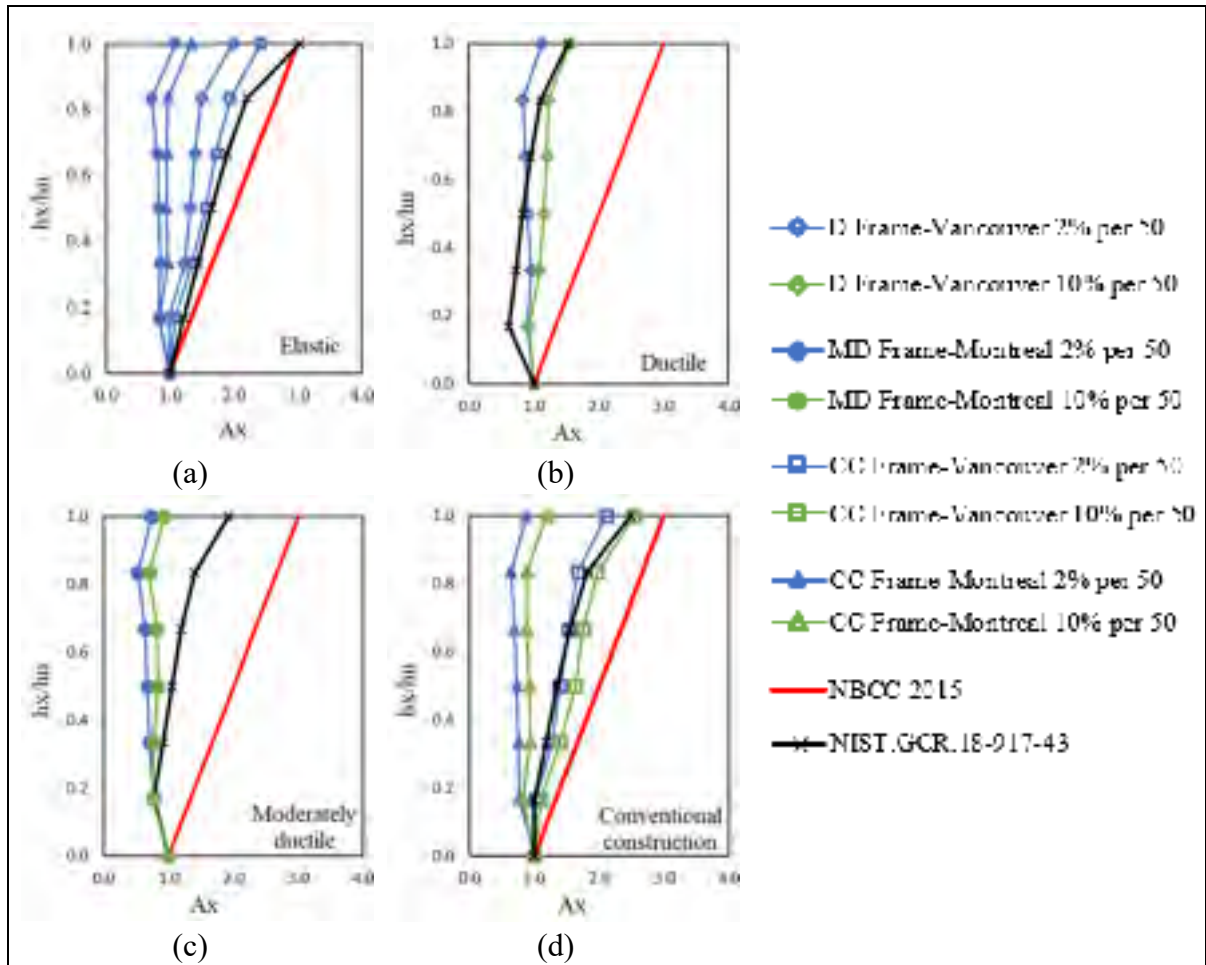 1.0
0.8
0.6
0.4
0.2
0.0
hx/hn
0.0 1.0 2.0 3.0 4.0
Ax
Elastic
(a)
1.0
0.8
0.6
0.4
0.2
0.0
hx/hn
0.0 1.0 2.0 3.0 4.0
Ax
Ductile
(b)
1.0
0.8
0.6
0.4
0.2
0.0
hx/hn
0.0 1.0 2.0 3.0 4.0
Ax
Moderately
ductile
(c)
1.0
0.8
0.6
0.4
0.2
0.0
hx/hn
0.0 1.0 2.0 3.0 4.0
Ax
Conventional
construction
(d)
D Frame-Vancouver 2% per 50
D Frame-Vancouver 10% per 50
MD Frame-Montreal 2% per 50
MD Frame-Montreal 10% per 50
CC Frame-Vancouver 2% per 50
CC Frame-Vancouver 10% per 50
CC Frame-Montreal 2% per 50
CC Frame-Montreal 10% per 50
NBCC 2015
NIST.GCR.18-917-43